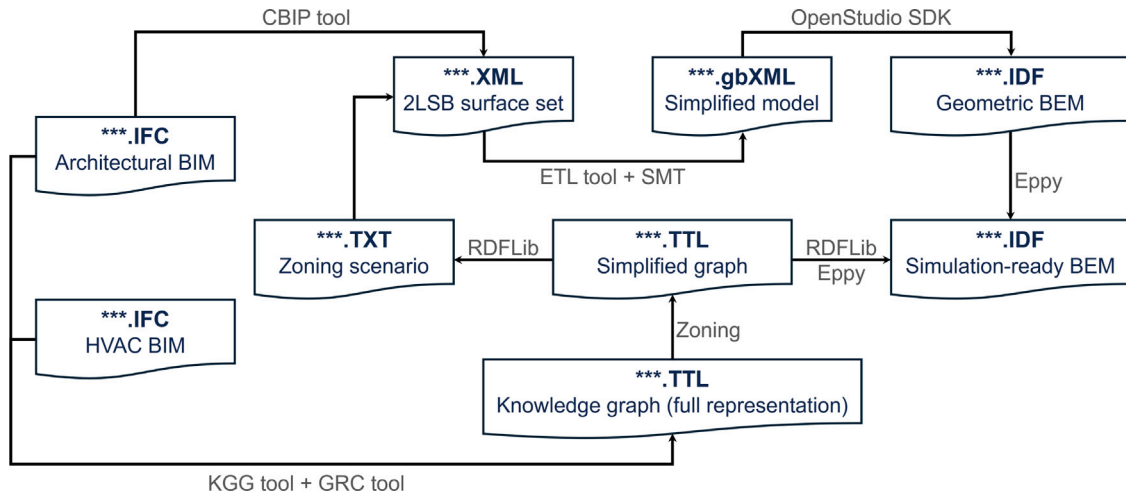 CBIP tool
OpenStudio SDK
***.XML
2LSB surface set
***.gbXML
Simplified model
***.IDF
Geometric BEM
***.IFC
Architectural BIM
ETL tool + SMT
Eppy
***.TXT
Zoning scenario
RDFLib
***.TTL
Simplified graph
RDFLib
Eppy
***.IDF
Simulation-ready BEM
***.IFC
HVAC BIM
Zoning
***.TTL
Knowledge graph (full representation)
KGG tool + GRC tool